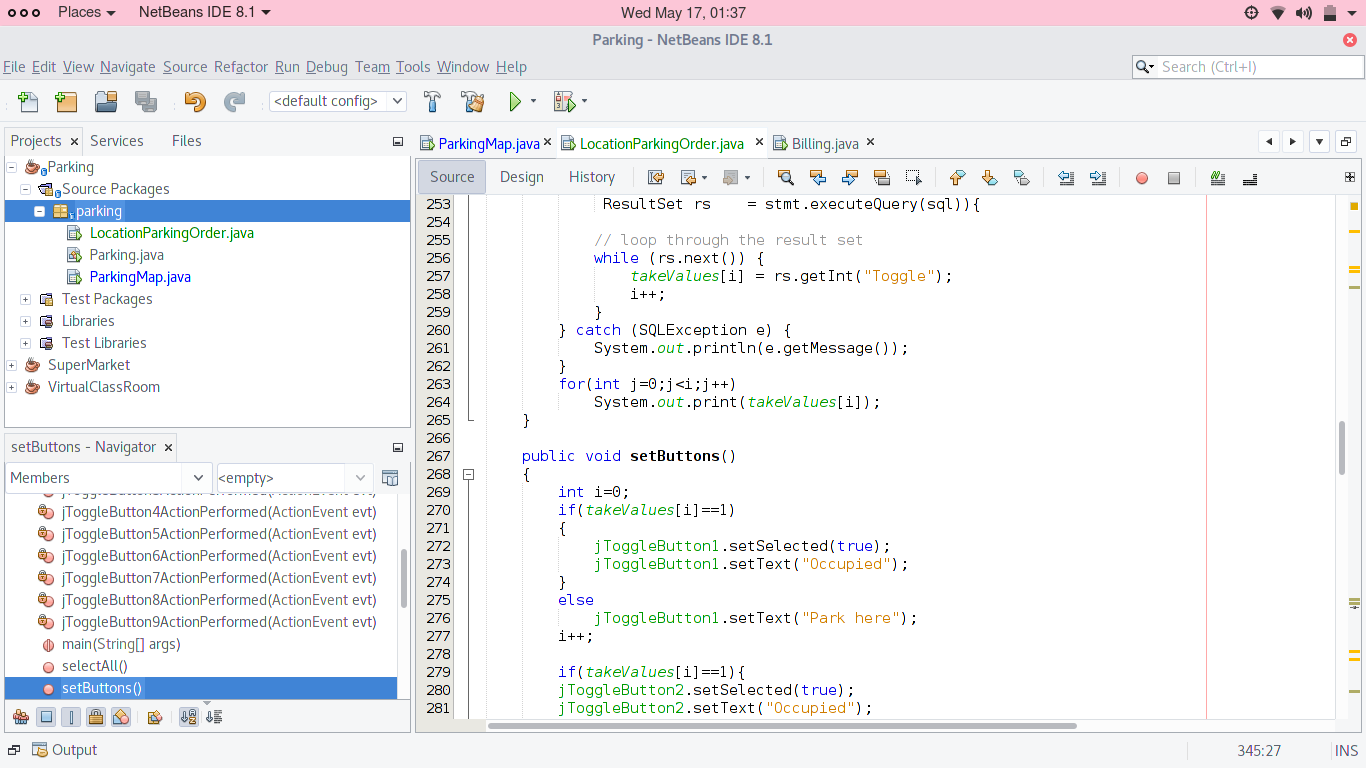 Places NetBeans IDE 8.1 Wed May 17, 01:37
Parking - NetBeans IDE 8.1
File Edit View Navigate Source Refactor Run Debug Team Tools Window Help Search (Ctrl+I)
<default config>
Projects Services Files
Parking
Source Packages
parking
LocationParkingOrder.java
Parking.java
ParkingMap.java
Test Packages
Libraries
Test Libraries
SuperMarket
VirtualClassRoom
setButtons - Navigator
Members <empty>
jToggleButton4ActionPerformed(ActionEvent evt)
jToggleButton5ActionPerformed(ActionEvent evt)
jToggleButton6ActionPerformed(ActionEvent evt)
jToggleButton7ActionPerformed(ActionEvent evt)
jToggleButton8ActionPerformed(ActionEvent evt)
jToggleButton9ActionPerformed(ActionEvent evt)
main(String[] args)
selectAll()
setButtons()
ParkingMap.java LocationParkingOrder.java Billing.java
Source Design History
253 ResultSet rs    = stmt.executeQuery(sql)){
254
255 // loop through the result set
256 while (rs.next()) {
257 takeValues[i] = rs.getInt("Toggle");
258 i++;
259 }
260 } catch (SQLException e) {
261 System.out.println(e.getMessage());
262 }
263 for(int j=0;j<i;j++)
264 System.out.print(takeValues[i]);
265 }
266
267 public void setButtons()
268 {
269 int i=0;
270 if(takeValues[i]==1)
271 {
272 jToggleButton1.setSelected(true);
273 jToggleButton1.setText("Occupied");
274 }
275 else
276 jToggleButton1.setText("Park here");
277 i++;
278
279 if(takeValues[i]==1){
280 jToggleButton2.setSelected(true);
281 jToggleButton2.setText("Occupied");
Output 345:27 INS